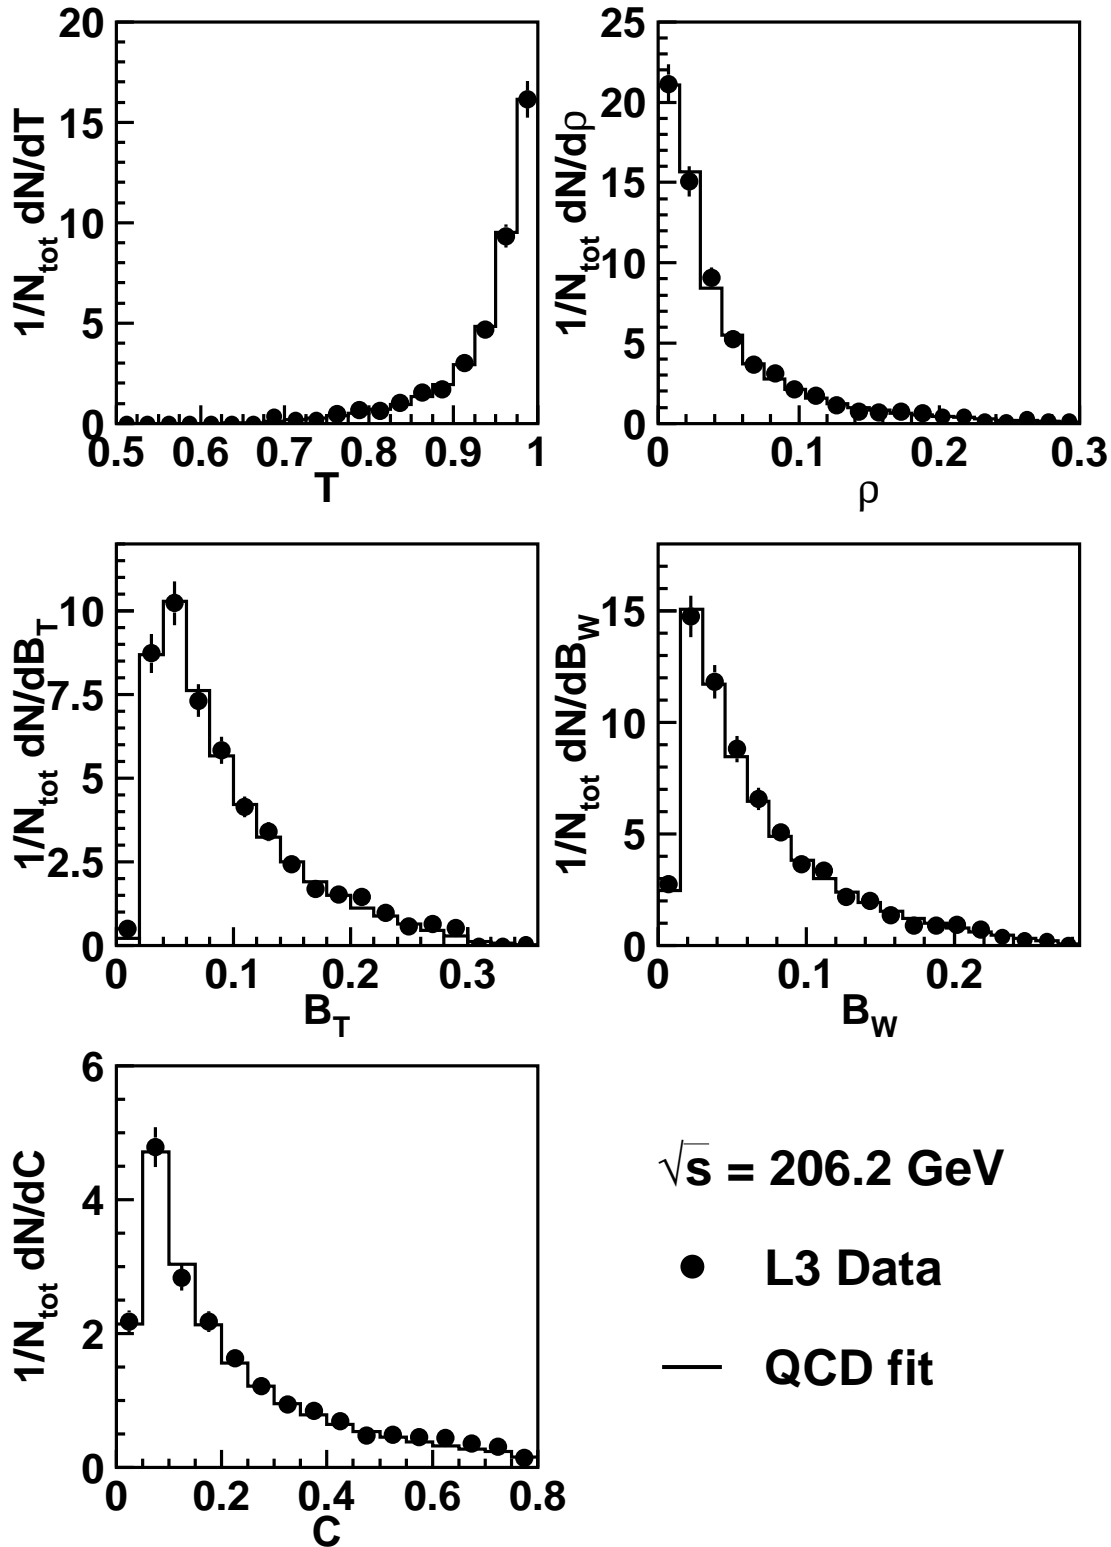 1/N_tot dN/dT
20
15
10
5
0
0.5 0.6 0.7 0.8 0.9 1
T
1/N_tot dN/dρ
25
20
15
10
5
0
0 0.1 0.2 0.3
ρ
1/N_tot dN/dB_T
10
7.5
5
2.5
0
0 0.1 0.2 0.3
B_T
1/N_tot dN/dB_W
15
10
5
0
0 0.1 0.2
B_W
1/N_tot dN/dC
6
4
2
0
0 0.2 0.4 0.6 0.8
C
√s = 206.2 GeV
L3 Data
QCD fit